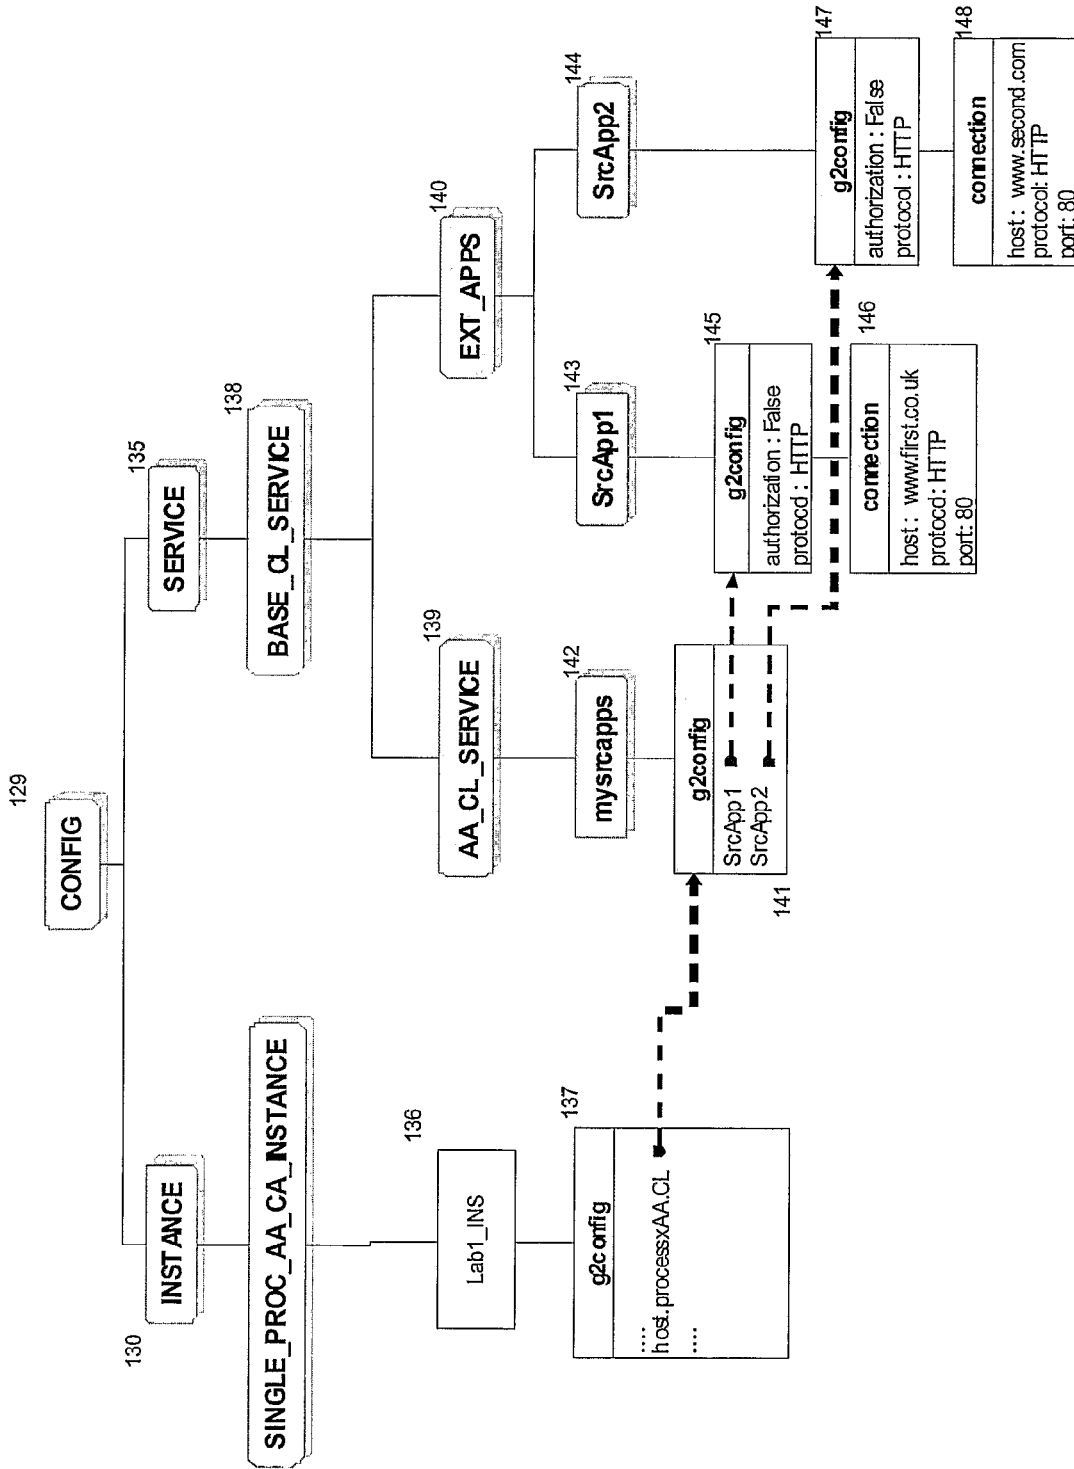 129
CONFIG
130
INSTANCE
135
SERVICE
SINGLE_PROC_AA_CA_INSTANCE
138
BASE_CL_SERVICE
136
Lab1_INS
139
AA_CL_SERVICE
140
EXT_APPS
137
g2config
....
host.processxAA.CL
....
142
mysrcapps
143
SrcApp1
144
SrcApp2
g2config
SrcApp1
SrcApp2
141
145
g2config
authorization : False
protocol : HTTP
146
connection
host : www.first.co.uk
protocol : HTTP
port : 80
147
g2config
authorization : False
protocol : HTTP
148
connection
host : www.second.com
protocol: HTTP
port : 80